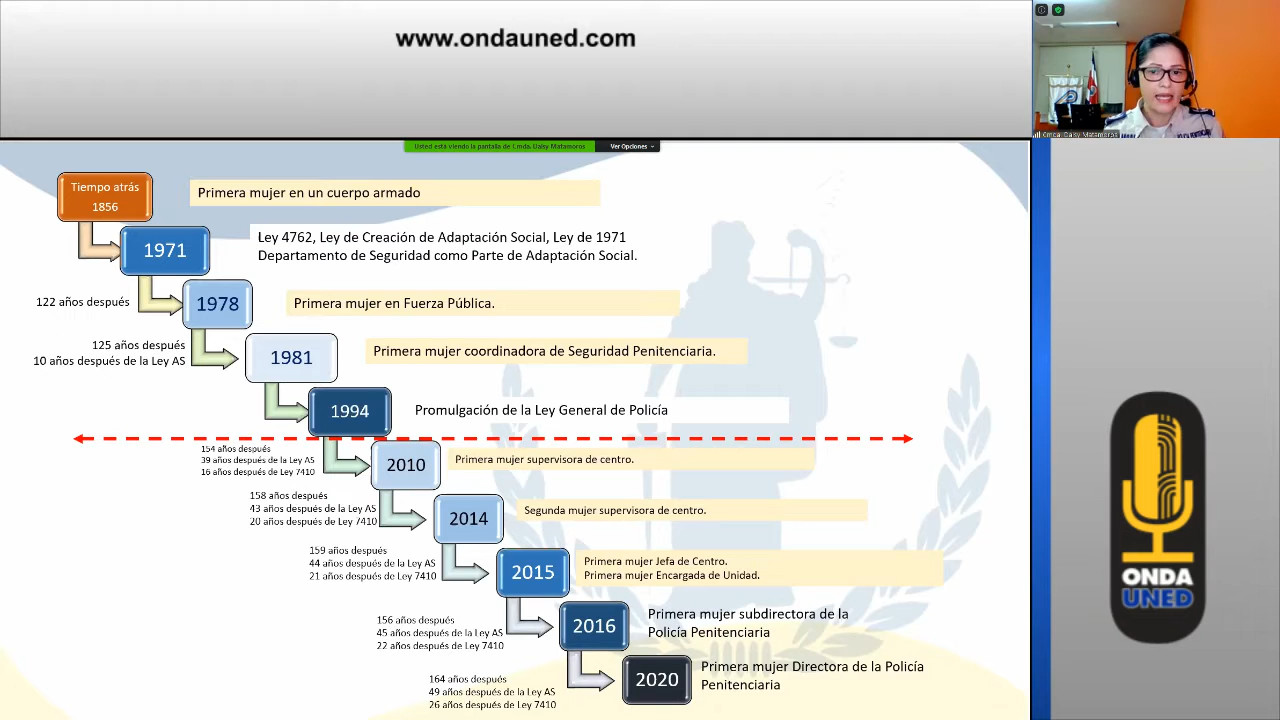 www.ondauned.com
Cmda. Daisy Matamoros
Usted está viendo la pantalla de Cmda. Daisy Matamoros
Ver Opciones
Tiempo atrás
1856
Primera mujer en un cuerpo armado
1971
Ley 4762, Ley de Creación de Adaptación Social, Ley de 1971
Departamento de Seguridad como Parte de Adaptación Social.
122 años después
1978
Primera mujer en Fuerza Pública.
125 años después
10 años después de la Ley AS
1981
Primera mujer coordinadora de Seguridad Penitenciaria.
1994
Promulgación de la Ley General de Policía
154 años después
39 años después de la Ley AS
16 años después de Ley 7410
2010
Primera mujer supervisora de centro.
158 años después
43 años después de la Ley AS
20 años después de Ley 7410
2014
Segunda mujer supervisora de centro.
159 años después
44 años después de la Ley AS
21 años después de Ley 7410
2015
Primera mujer Jefa de Centro.
Primera mujer Encargada de Unidad.
156 años después
45 años después de la Ley AS
22 años después de Ley 7410
2016
Primera mujer subdirectora de la
Policía Penitenciaria
164 años después
49 años después de la Ley AS
26 años después de Ley 7410
2020
Primera mujer Directora de la Policía
Penitenciaria
ONDA
UNED